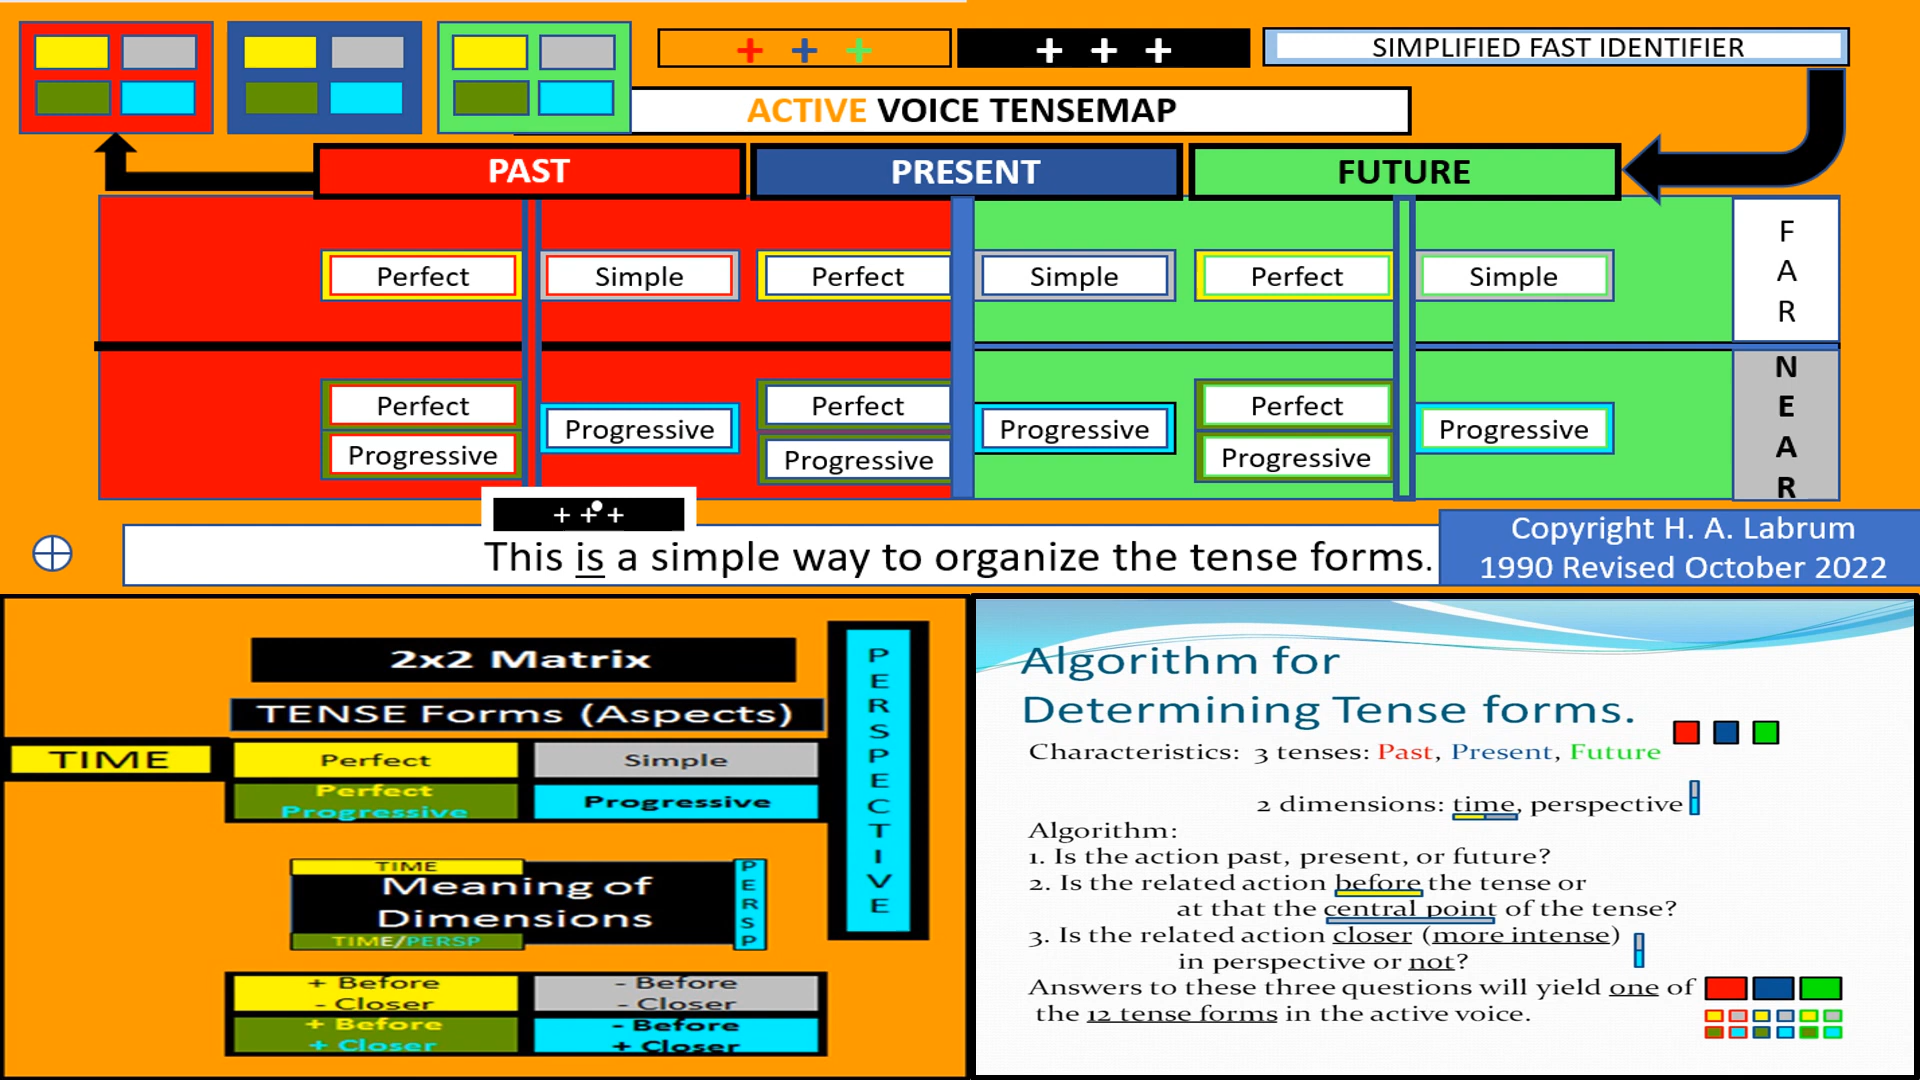 + + +
+ + +
SIMPLIFIED FAST IDENTIFIER
ACTIVE VOICE TENSEMAP
PAST
PRESENT
FUTURE
Perfect
Simple
Perfect
Simple
Perfect
Simple
FAR
Perfect
Progressive
Progressive
Perfect
Progressive
Progressive
Perfect
Progressive
Progressive
NEAR
+ + +
This is a simple way to organize the tense forms.
Copyright H. A. Labrum
1990 Revised October 2022
2x2 Matrix
TENSE Forms (Aspects)
TIME
Perfect
Simple
Perfect
Progressive
Progressive
PERSPECTIVE
TIME
Meaning of
Dimensions
TIME/PERSP
PERSP
+ Before
- Closer
- Before
- Closer
+ Before
+ Closer
- Before
+ Closer
Algorithm for
Determining Tense forms.
Characteristics: 3 tenses: Past, Present, Future
2 dimensions: time, perspective
Algorithm:
1. Is the action past, present, or future?
2. Is the related action before the tense or
at that the central point of the tense?
3. Is the related action closer (more intense)
in perspective or not?
Answers to these three questions will yield one of
the 12 tense forms in the active voice.